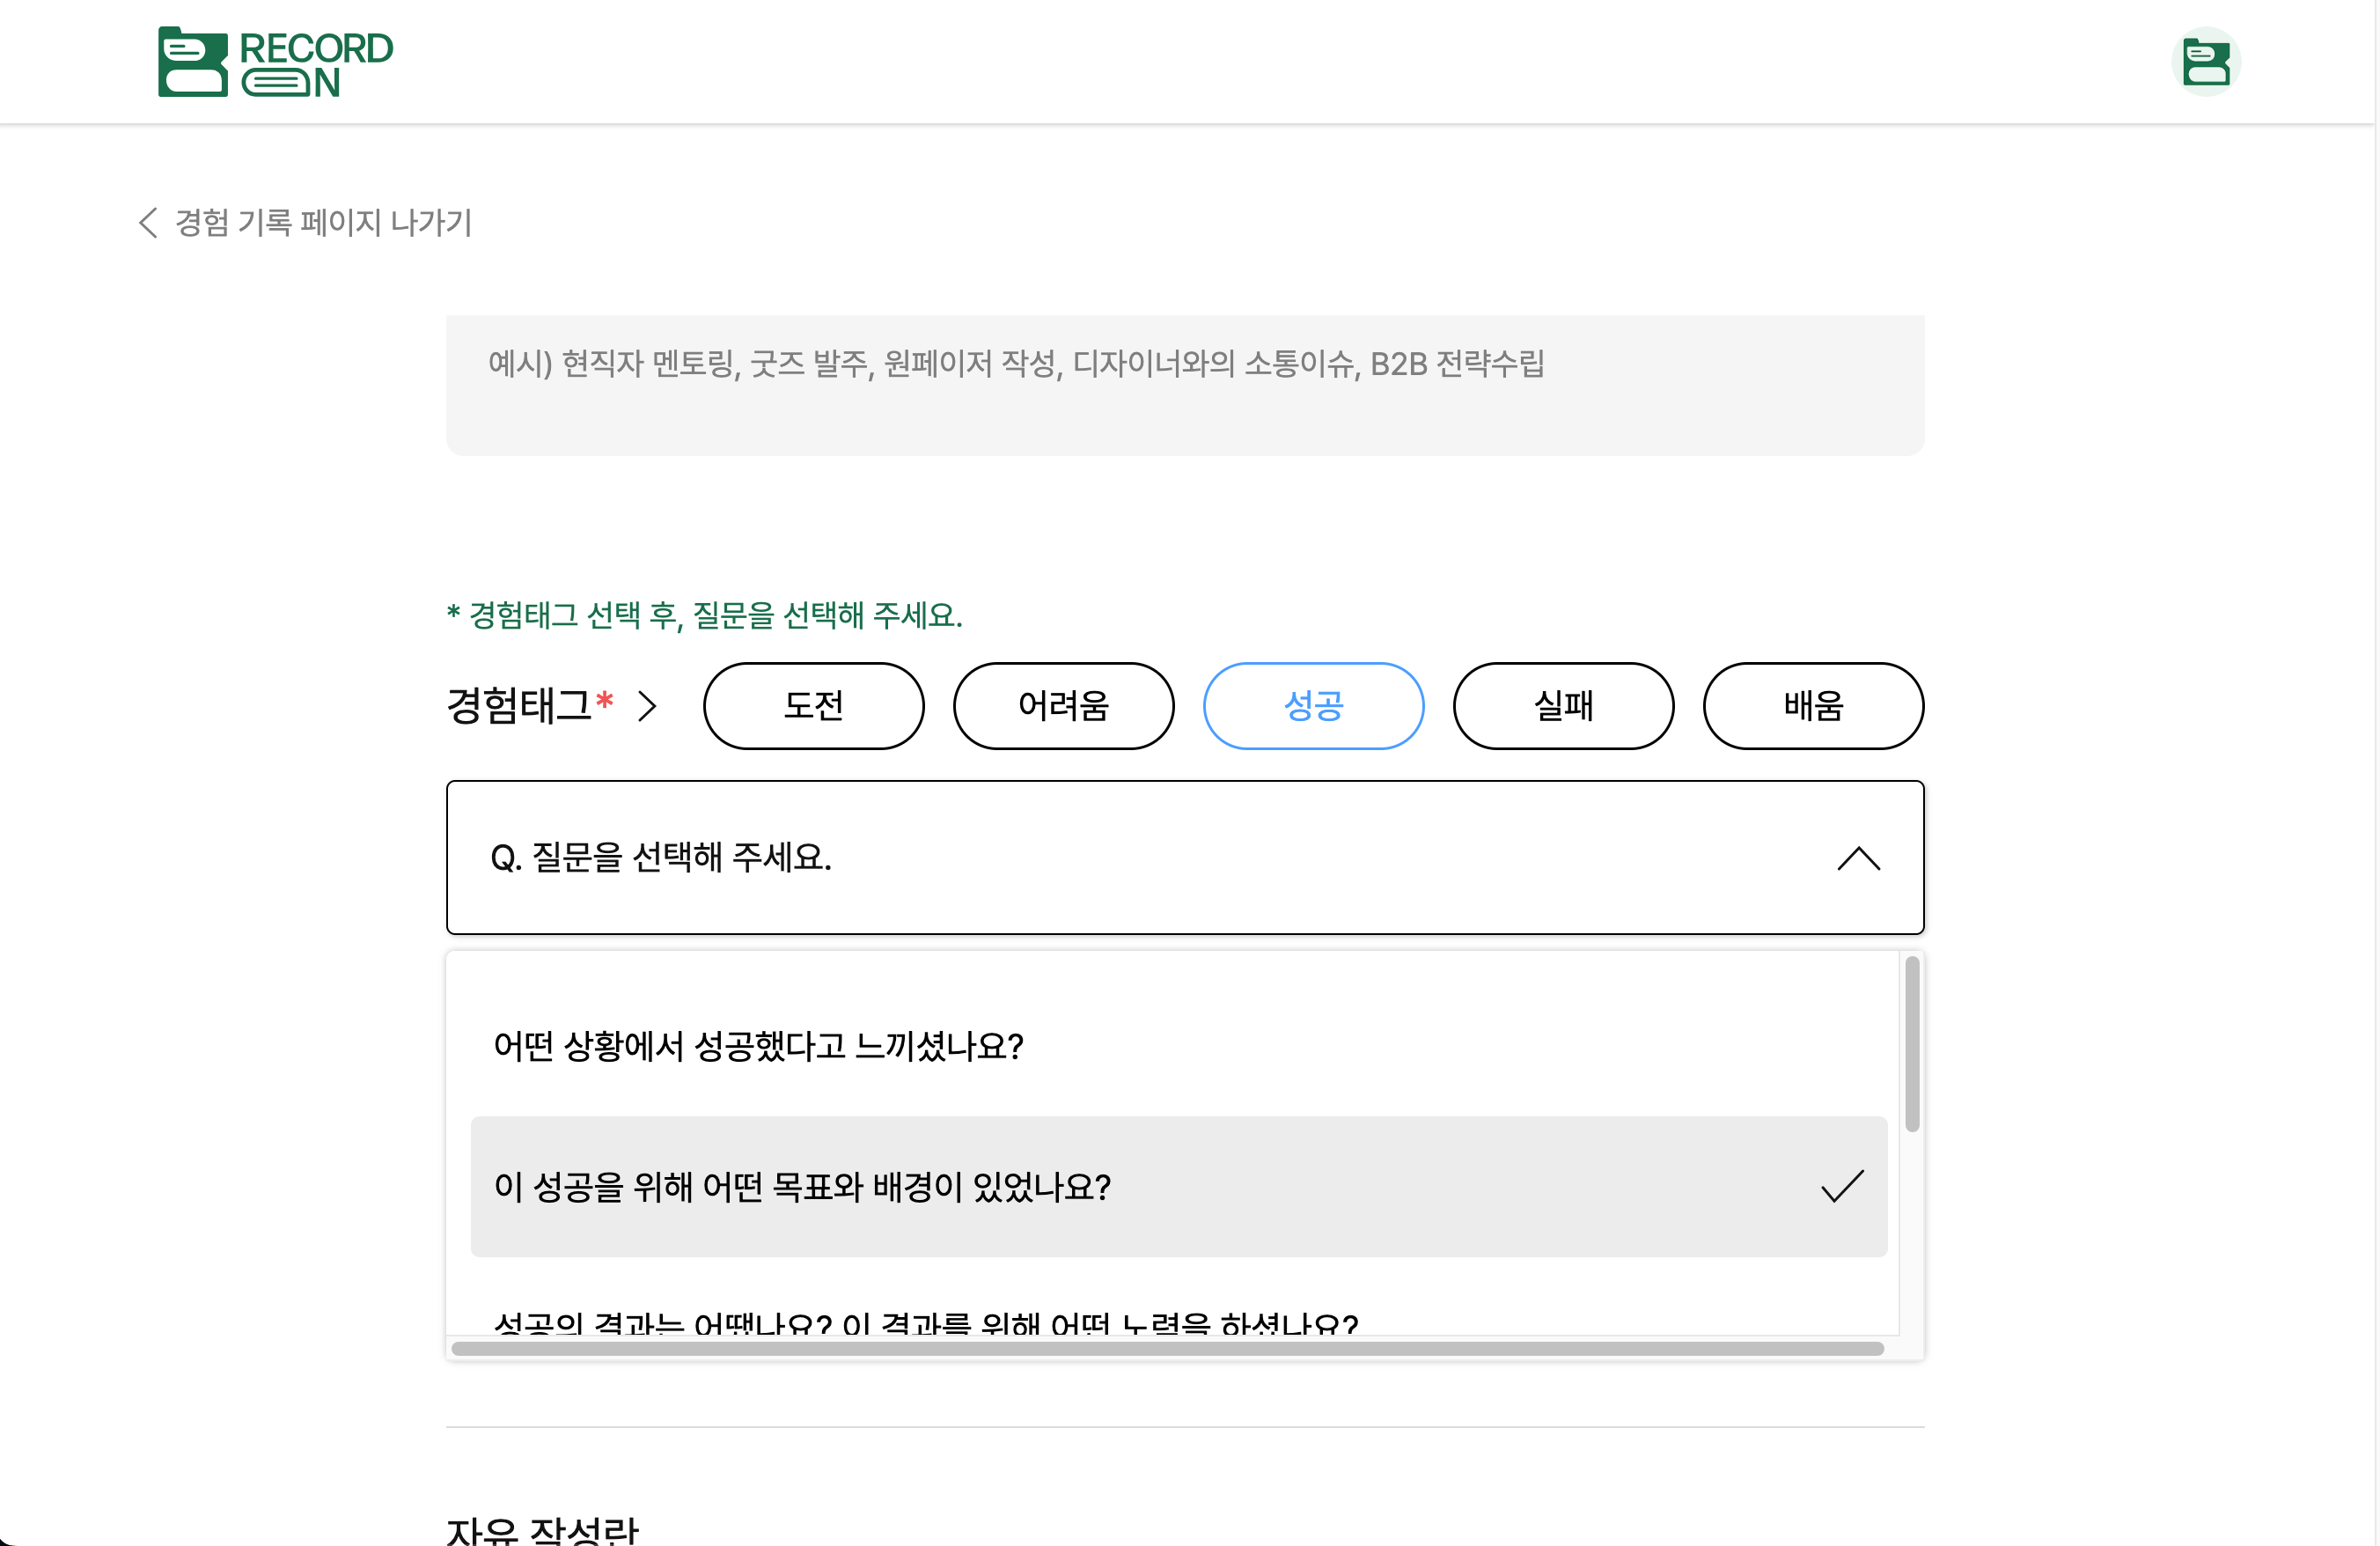 RECORD
ON
경험 기록 페이지 나가기
예시) 현직자 멘토링, 굿즈 발주, 원페이저 작성, 디자이너와의 소통이슈, B2B 전략수립
* 경험태그 선택 후, 질문을 선택해 주세요.
경험태그* 도전 어려움 성공 실패 배움
Q. 질문을 선택해 주세요.
어떤 상황에서 성공했다고 느끼셨나요?
이 성공을 위해 어떤 목표와 배경이 있었나요?
성공의 결과는 어땠나요? 이 결과를 위해 어떤 노력을 하셨나요?
자유 작성란